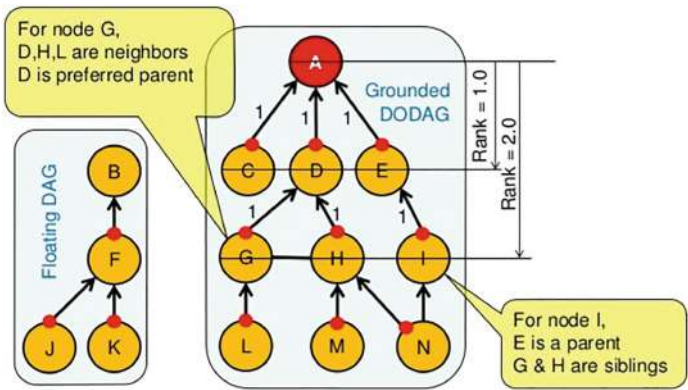 For node G,
D,H,L are neighbors
D is preferred parent
A
Grounded
DODAG
1
1
1
Rank = 1.0
Rank = 2.0
C
D
E
B
Floating DAG
1
1
1
F
G
H
I
J
K
L
M
N
For node I,
E is a parent
G & H are siblings